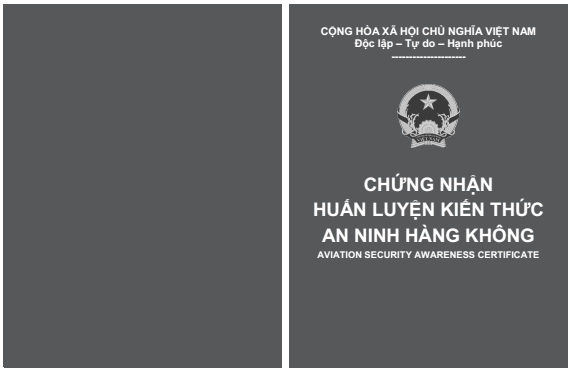 CỘNG HÒA XÃ HỘI CHỦ NGHĨA VIỆT NAM
Độc lập – Tự do – Hạnh phúc
---------------------
CHỨNG NHẬN
HUẤN LUYỆN KIẾN THỨC
AN NINH HÀNG KHÔNG
AVIATION SECURITY AWARENESS CERTIFICATE